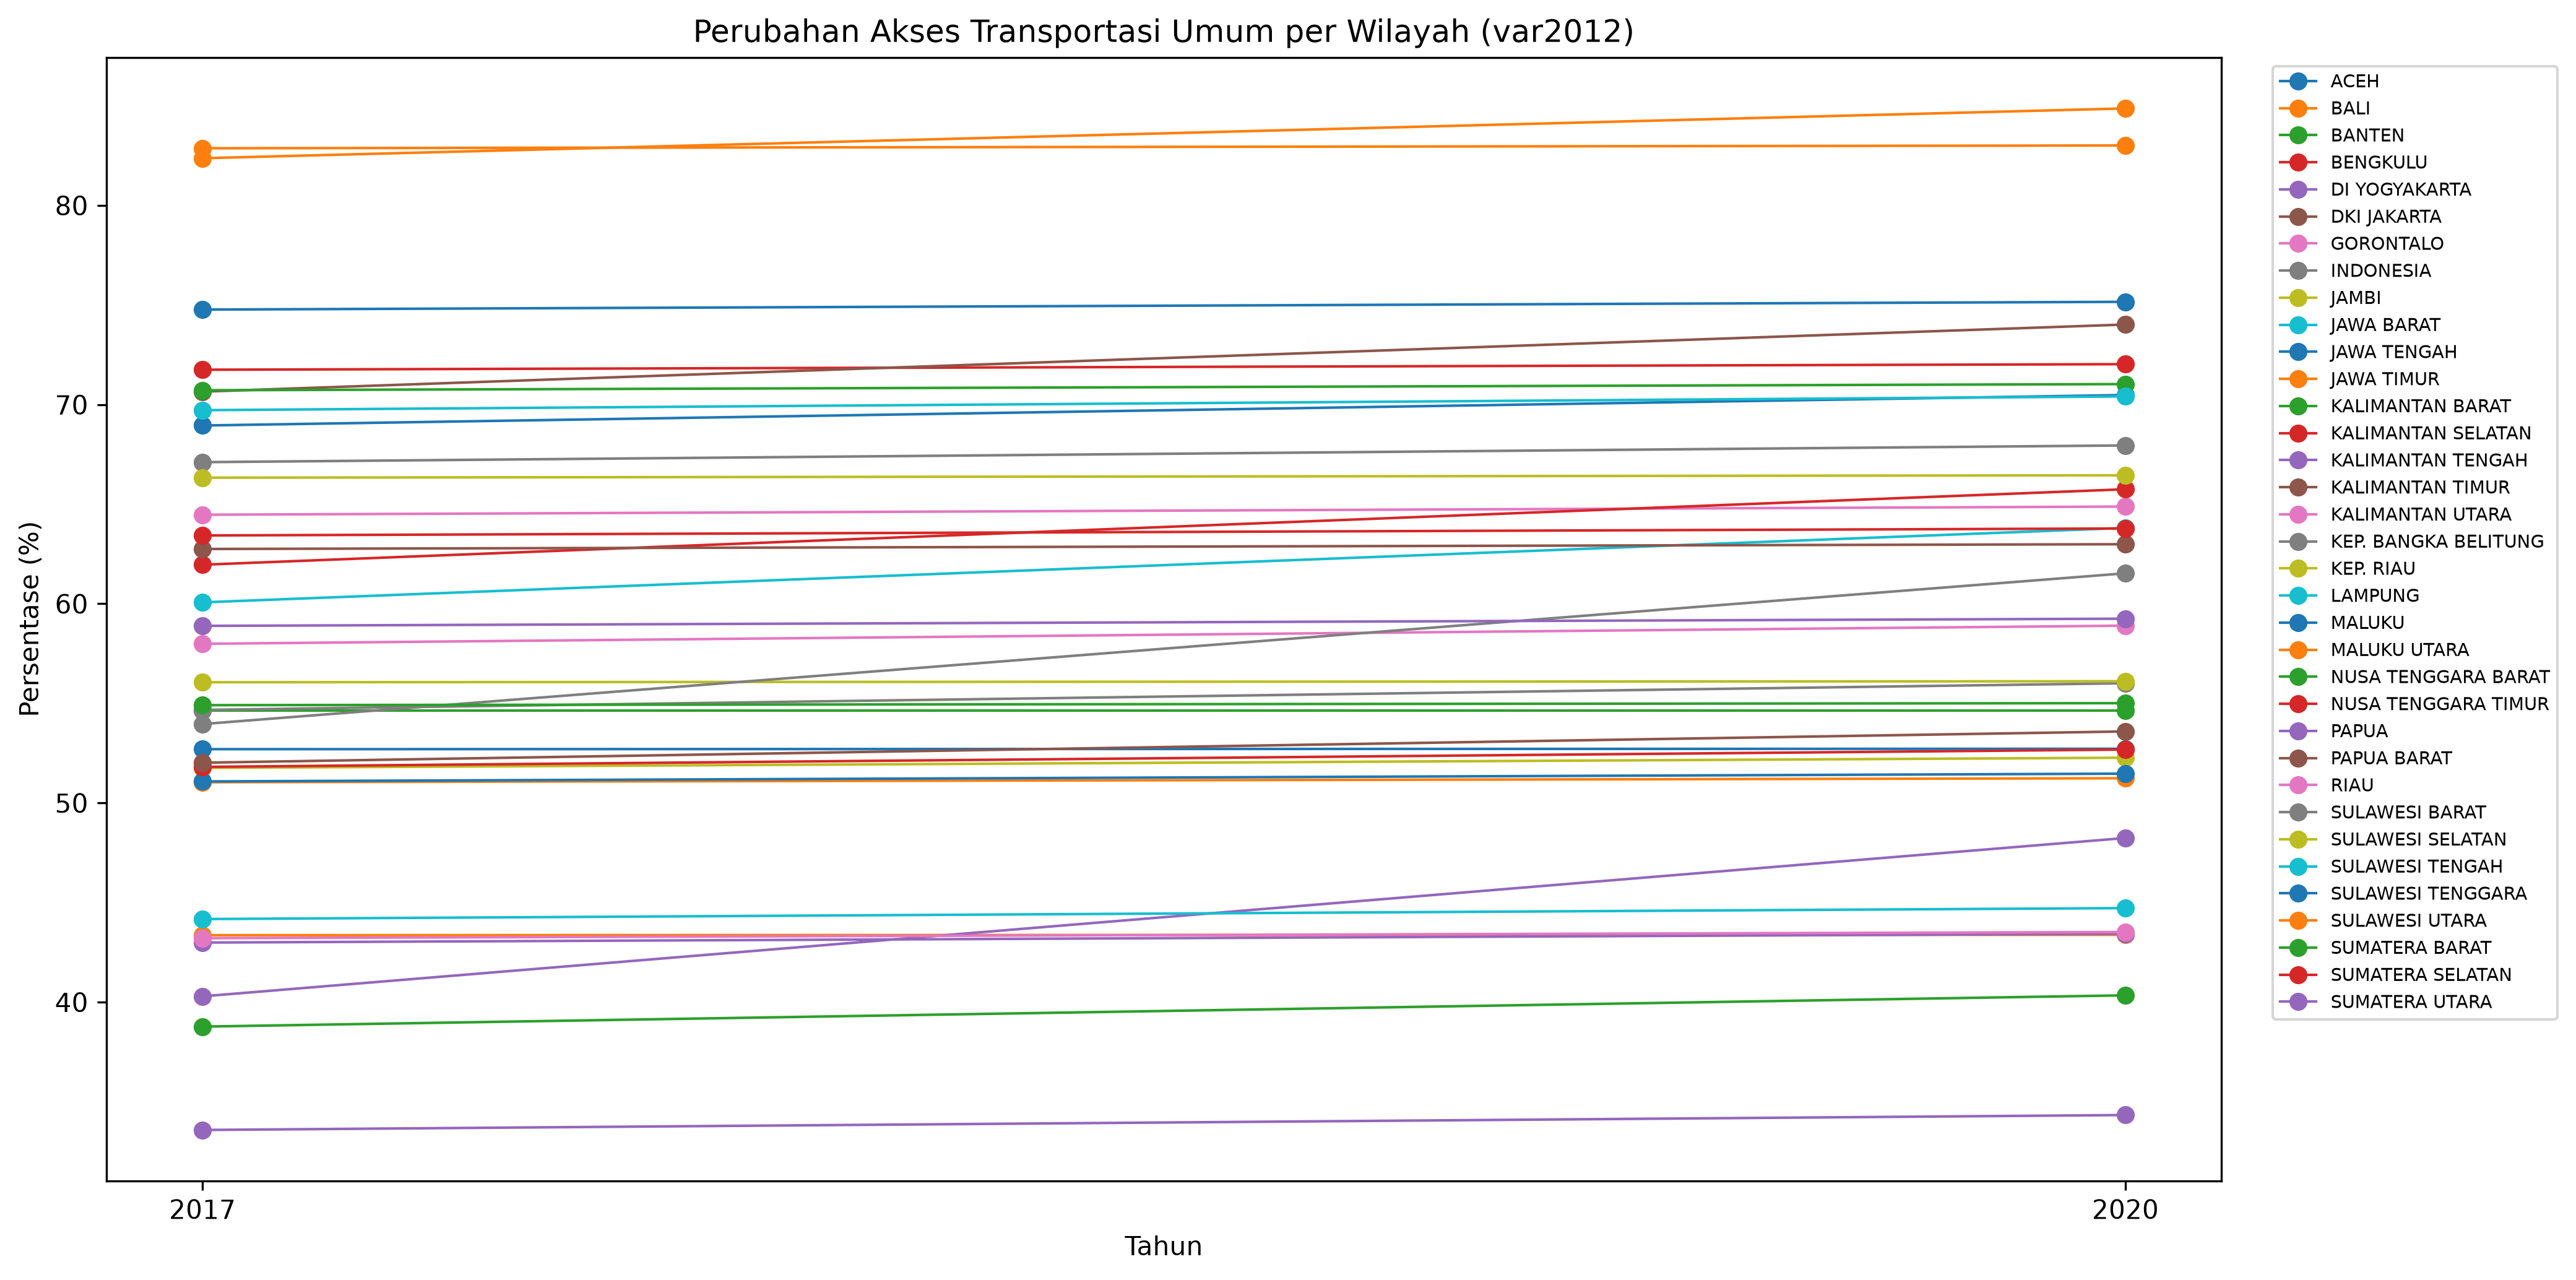 Perubahan Akses Transportasi Umum per Wilayah (var2012)
Persentase (%)
80
70
60
50
40
2017
2020
Tahun
ACEH
BALI
BANTEN
BENGKULU
DI YOGYAKARTA
DKI JAKARTA
GORONTALO
INDONESIA
JAMBI
JAWA BARAT
JAWA TENGAH
JAWA TIMUR
KALIMANTAN BARAT
KALIMANTAN SELATAN
KALIMANTAN TENGAH
KALIMANTAN TIMUR
KALIMANTAN UTARA
KEP. BANGKA BELITUNG
KEP. RIAU
LAMPUNG
MALUKU
MALUKU UTARA
NUSA TENGGARA BARAT
NUSA TENGGARA TIMUR
PAPUA
PAPUA BARAT
RIAU
SULAWESI BARAT
SULAWESI SELATAN
SULAWESI TENGAH
SULAWESI TENGGARA
SULAWESI UTARA
SUMATERA BARAT
SUMATERA SELATAN
SUMATERA UTARA